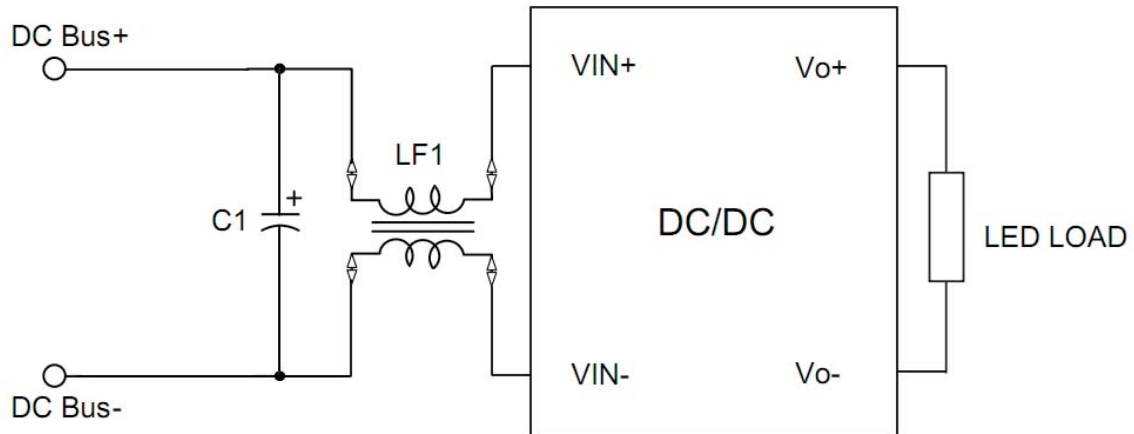 DC Bus+
VIN+
Vo+
LF1
+
C1
DC/DC
LED LOAD
VIN-
Vo-
DC Bus-